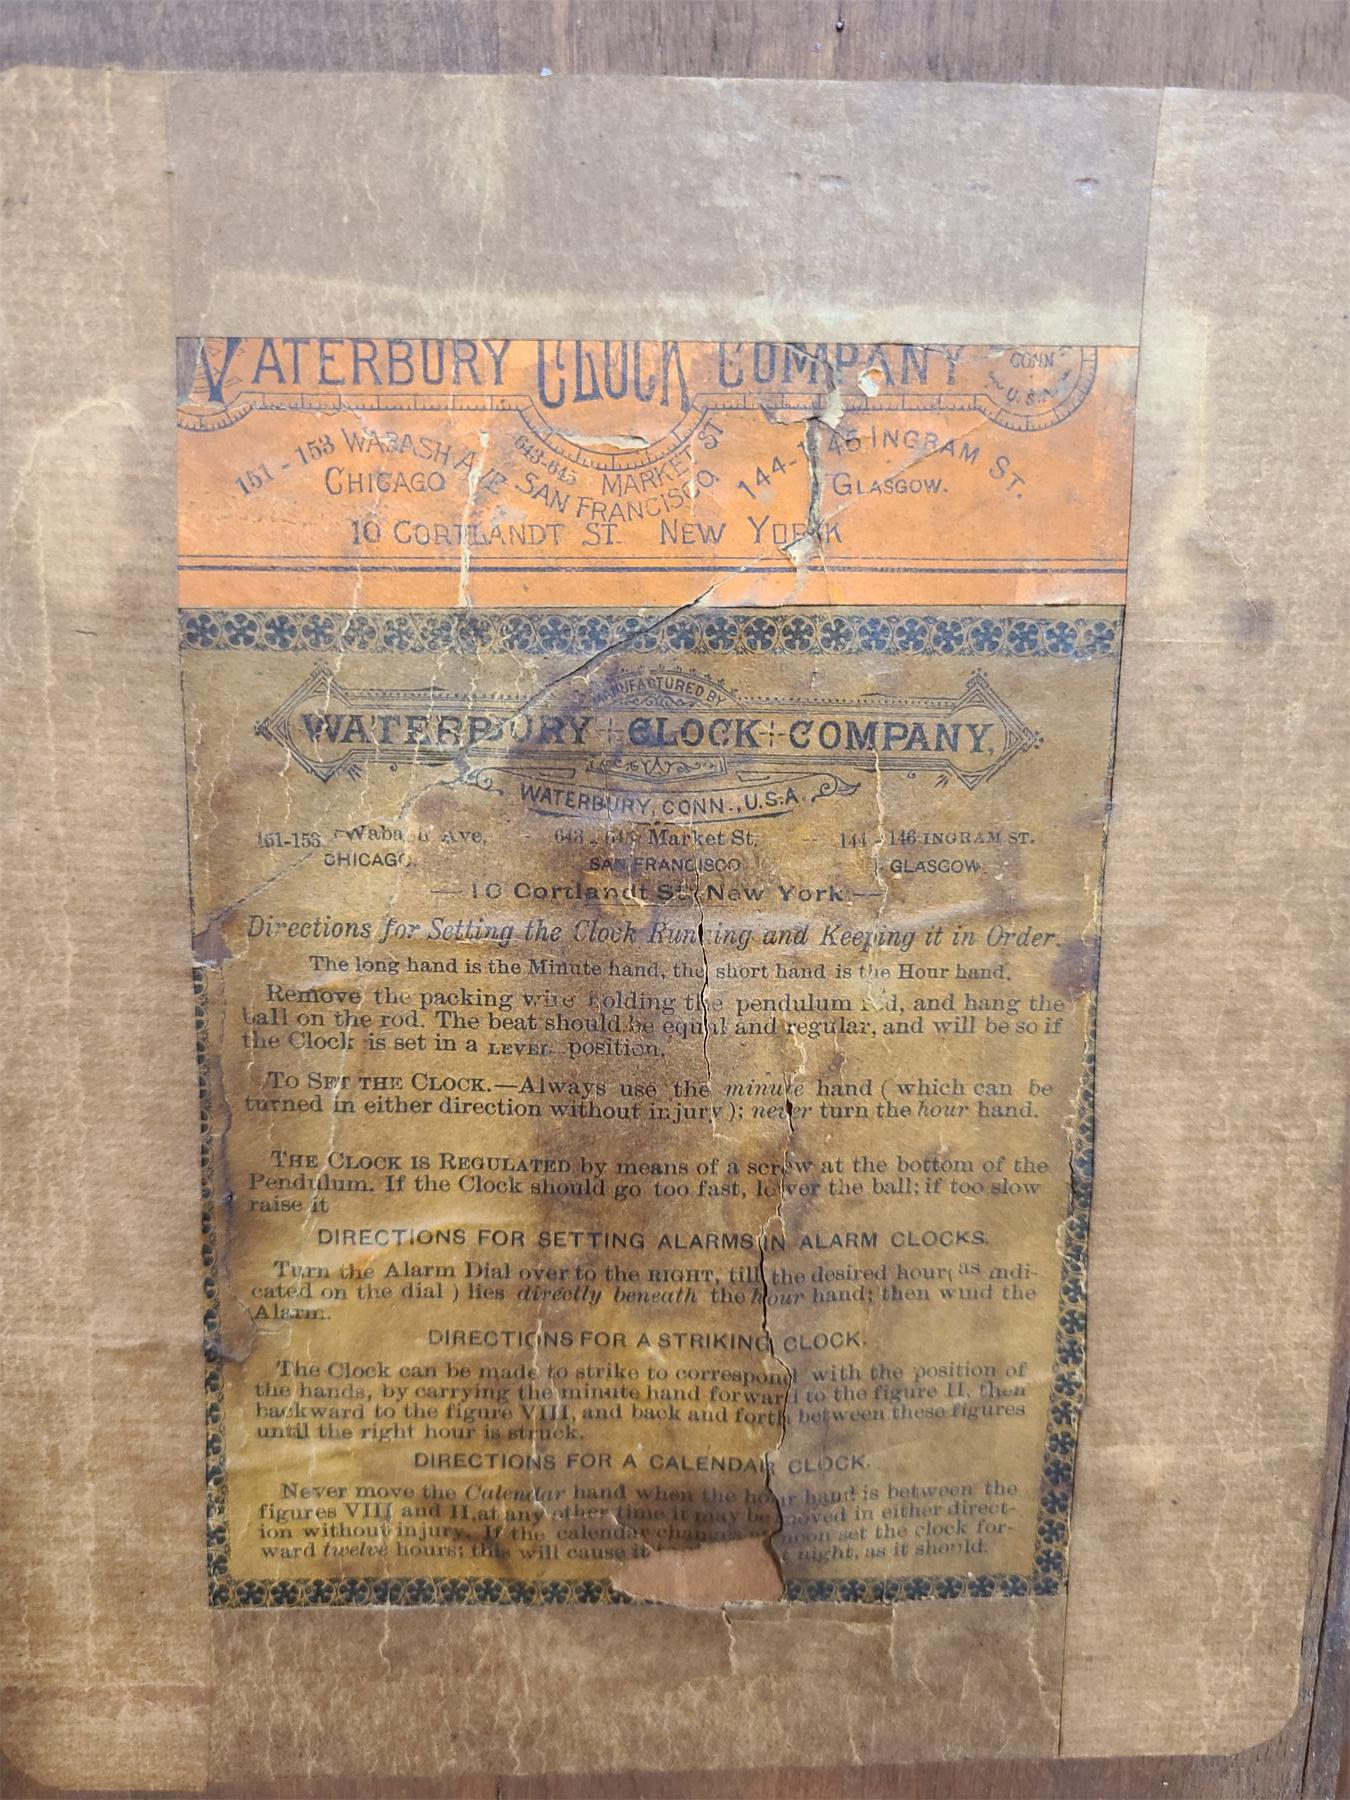 WATERBURY CLOCK COMPANY
CONN
U.S.A
151-153 WABASH AVE
CHICAGO
643-645 MARKET ST
SAN FRANCISCO
144-146 INGRAM ST.
GLASGOW.
10 CORTLANDT ST. NEW YORK
MANUFACTURED BY
WATERBURY CLOCK COMPANY,
WATERBURY, CONN., U.S.A.
151-153 Wabash Ave, 643-645 Market St, 144-146 INGRAM ST.
CHICAGO. SAN FRANCISCO GLASGOW.
—10 Cortlandt St. New York—
Directions for Setting the Clock Running and Keeping it in Order.
The long hand is the Minute hand, the short hand is the Hour hand.
Remove the packing wire holding the pendulum rod, and hang the
ball on the rod. The beat should be equal and regular, and will be so if
the Clock is set in a LEVEL position.
TO SET THE CLOCK.—Always use the minute hand ( which can be
turned in either direction without injury ); never turn the hour hand.
THE CLOCK IS REGULATED by means of a screw at the bottom of the
Pendulum. If the Clock should go too fast, lower the ball; if too slow
raise it
DIRECTIONS FOR SETTING ALARMS IN ALARM CLOCKS.
Turn the Alarm Dial over to the RIGHT, till the desired hour( as indi-
cated on the dial ) lies directly beneath the hour hand; then wind the
Alarm.
DIRECTIONS FOR A STRIKING CLOCK.
The Clock can be made to strike to correspond with the position of
the hands, by carrying the minute hand forward to the figure II, then
backward to the figure VIII, and back and forth between these figures
until the right hour is struck.
DIRECTIONS FOR A CALENDAR CLOCK.
Never move the Calendar hand when the hour hand is between the
figures VIII and II, at any other time it may be moved in either direct-
ion without injury. If the calendar changes at noon set the clock for-
ward twelve hours; this will cause it night, as it should.